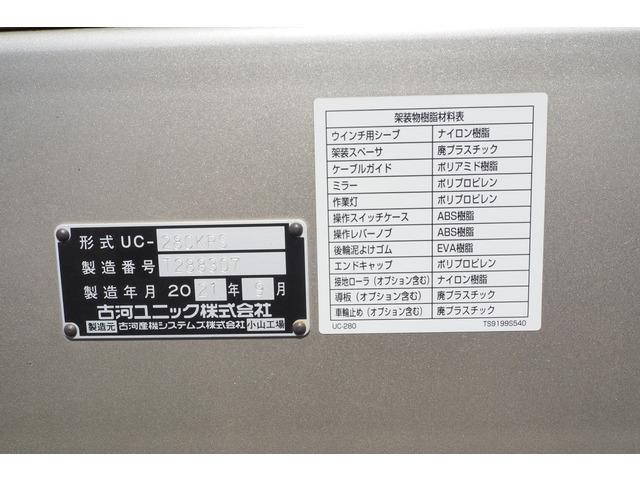 形式 UC-
製造番号
製造年月 2021年 9月
古河ユニック株式会社
製造元 古河産機システムズ株式会社 小山工場
架装物樹脂材料表
ウインチ用シーブ ナイロン樹脂
架装スペーサ 廃プラスチック
ケーブルガイド ポリアミド樹脂
ミラー ポリプロピレン
作業灯 ポリプロピレン
操作スイッチケース ABS樹脂
操作レバーノブ ABS樹脂
後輪泥よけゴム EVA樹脂
エンドキャップ ポリプロピレン
接地ローラ（オプション含む） ナイロン樹脂
導板（オプション含む） 廃プラスチック
車輪止め（オプション含む） 廃プラスチック
UC-280 TS9199S540